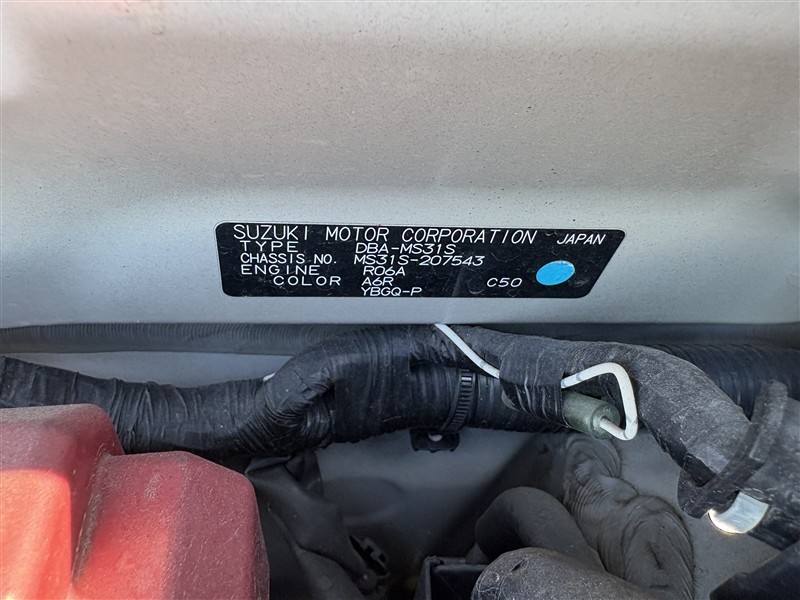 SUZUKI MOTOR CORPORATION JAPAN
TYPE DBA-MS31S
CHASSIS NO. MS31S-207543
ENGINE R06A
COLOR A6R C50
YBGQ-P